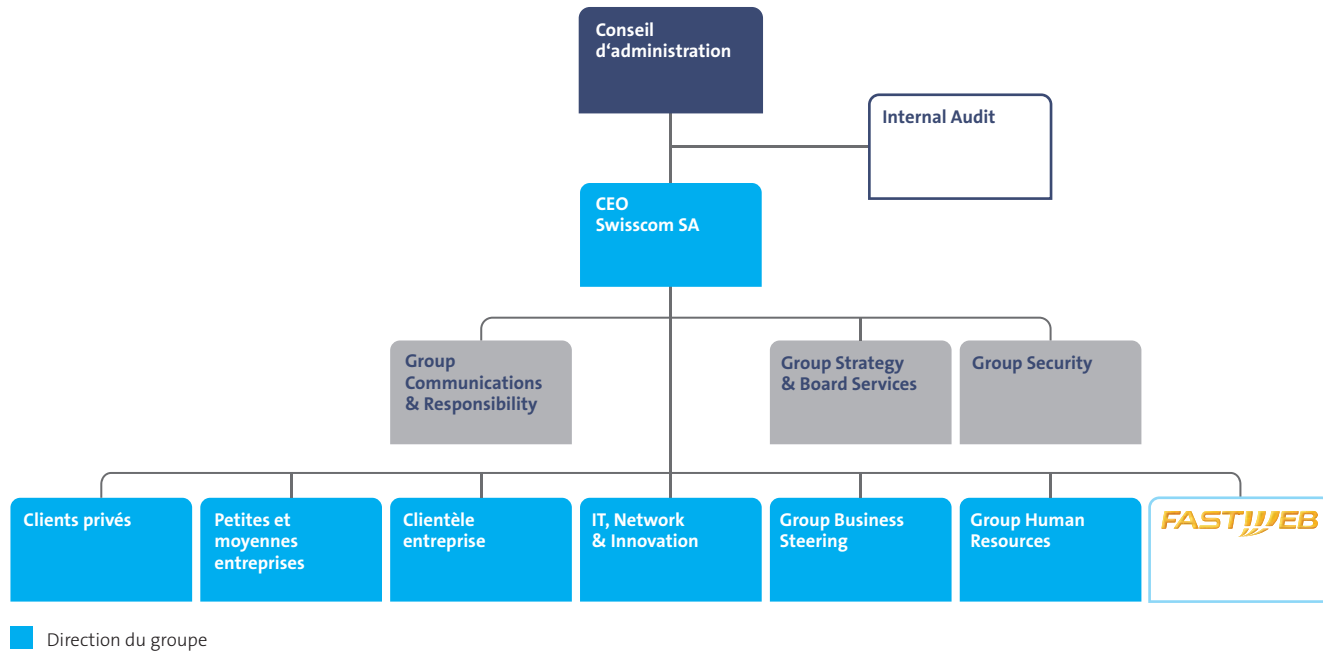 Conseil
d‘administration
Internal Audit
CEO
Swisscom SA
Group
Communications
& Responsibility
Group Strategy
& Board Services
Group Security
Clients privés
Petites et
moyennes
entreprises
Clientèle
entreprise
IT, Network
& Innovation
Group Business
Steering
Group Human
Resources
FASTWEB
Direction du groupe